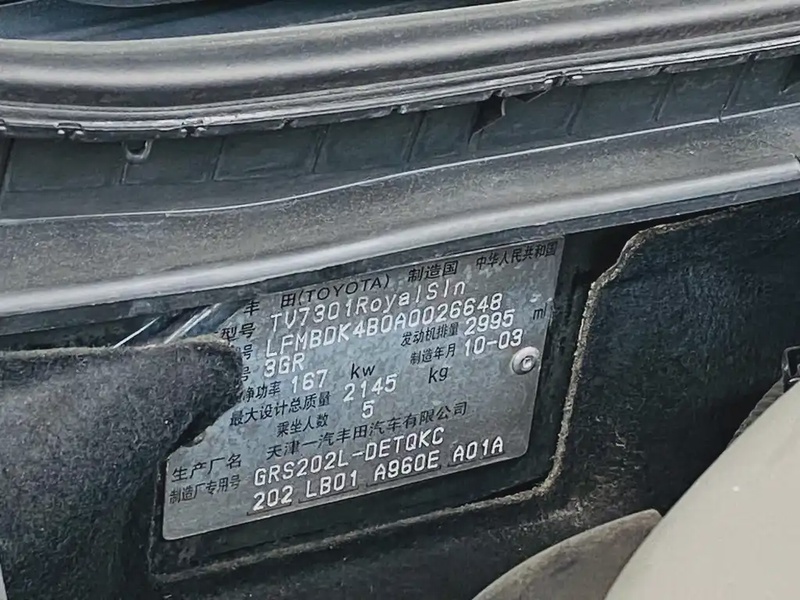 丰 田(TOYOTA) 制造国 中华人民共和国
型号 TV7301RoyalSln
号 LFMBDK4B0A0026648
号 3GR 发动机排量 2995 ml
净功率 167 kw 制造年月 10-03
最大设计总质量 2145 kg
乘坐人数 5
生产厂名 天津一汽丰田汽车有限公司
制造厂专用号 GRS202L-DETQKC
202 LB01 A960E A01A